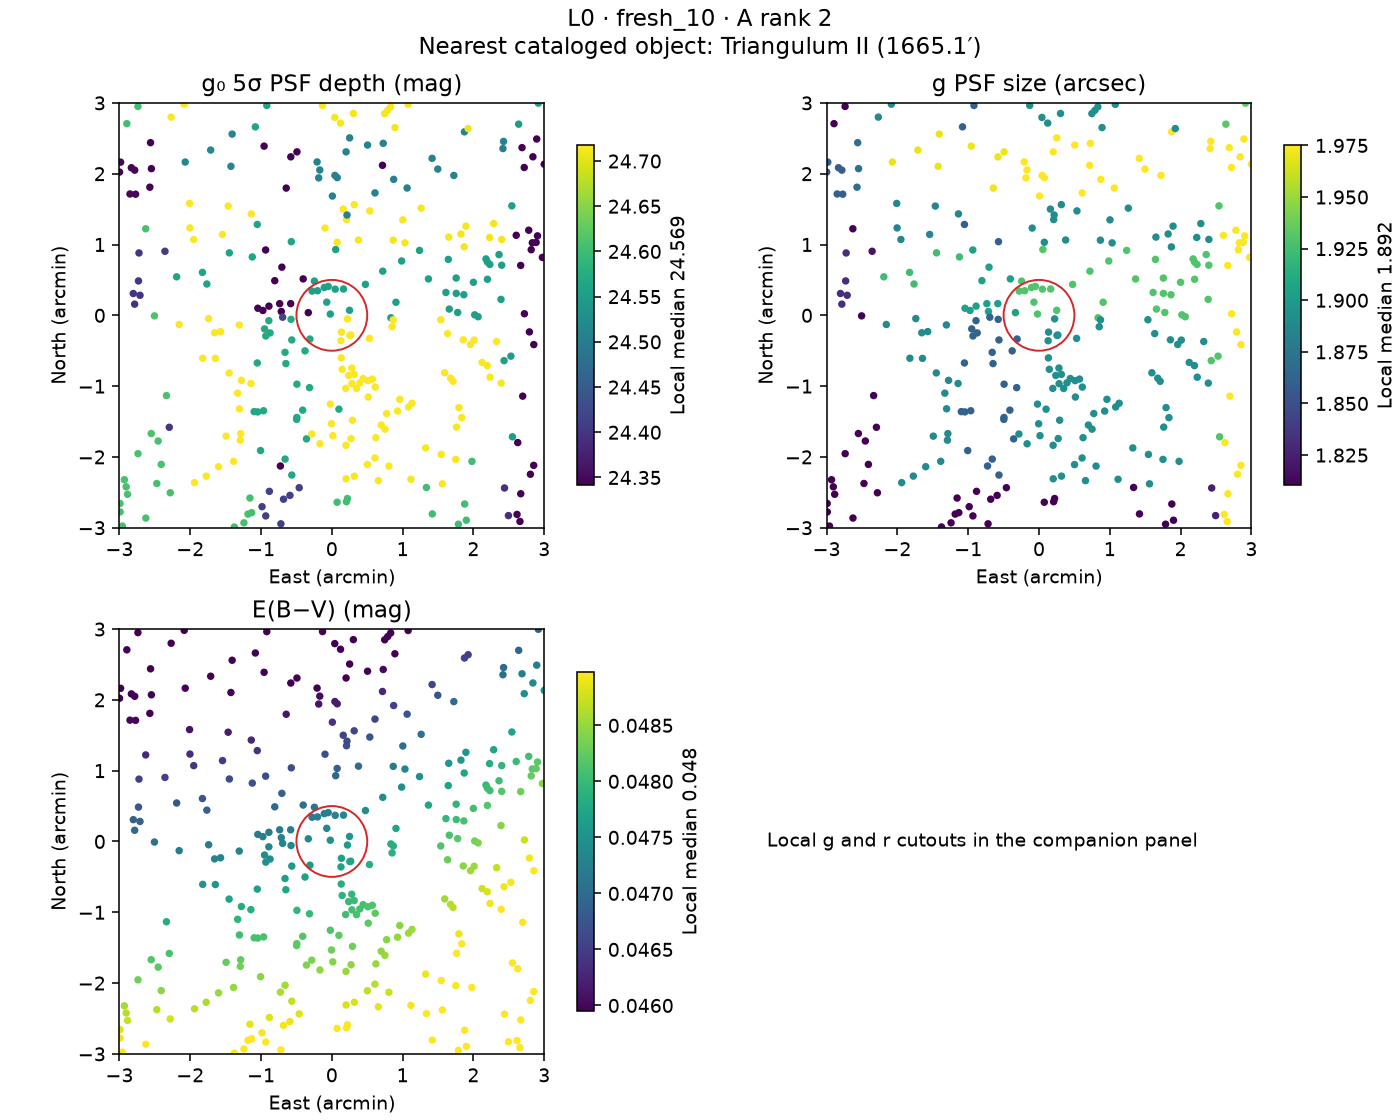 L0 · fresh_10 · A rank 2
Nearest cataloged object: Triangulum II (1665.1′)
g₀ 5σ PSF depth (mag)
3
2
1
0
−1
−2
−3
−3 −2 −1 0 1 2 3
North (arcmin)
East (arcmin)
24.70
24.65
24.60
24.55
24.50
24.45
24.40
24.35
Local median 24.569
g PSF size (arcsec)
3
2
1
0
−1
−2
−3
−3 −2 −1 0 1 2 3
North (arcmin)
East (arcmin)
1.975
1.950
1.925
1.900
1.875
1.850
1.825
Local median 1.892
E(B−V) (mag)
3
2
1
0
−1
−2
−3
−3 −2 −1 0 1 2 3
North (arcmin)
East (arcmin)
0.0485
0.0480
0.0475
0.0470
0.0465
0.0460
Local median 0.048
Local g and r cutouts in the companion panel